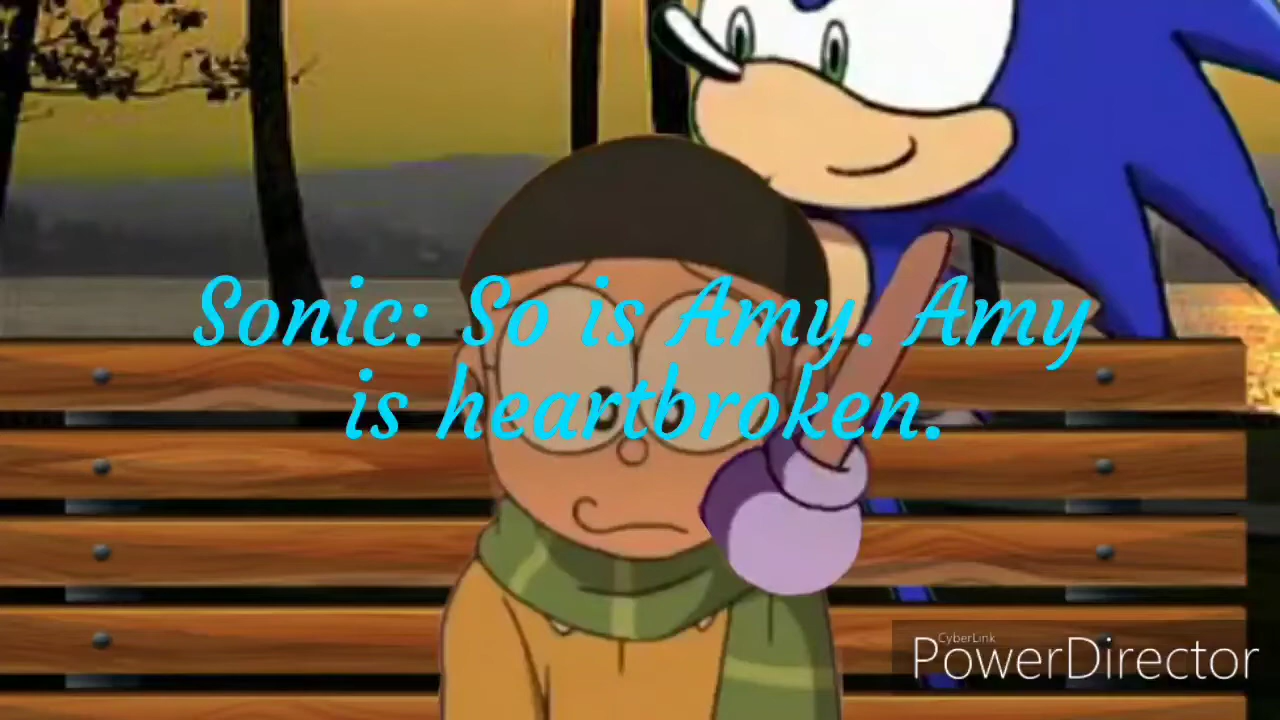 Sonic: So is Amy. Amy
is heartbroken.
CyberLink
PowerDirector